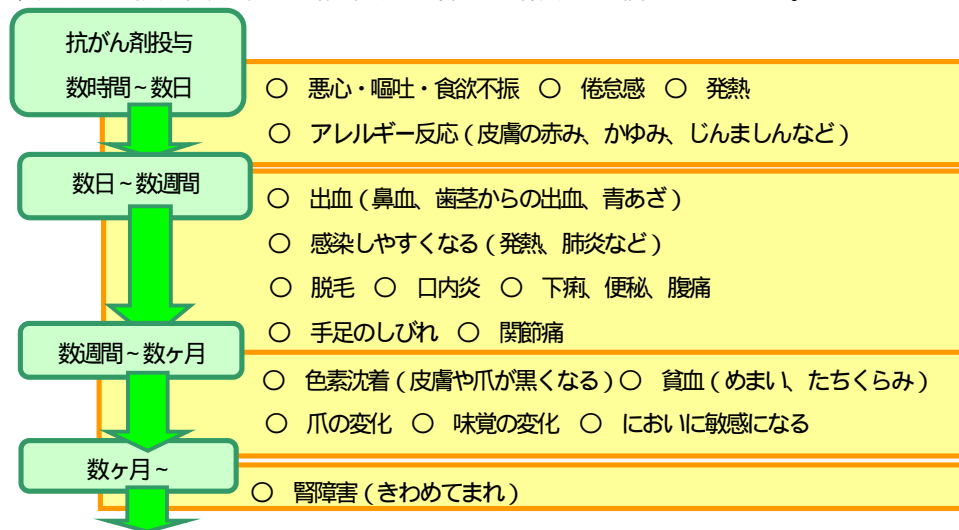 抗がん剤投与
数時間~数日
○ 悪心・嘔吐・食欲不振 ○ 倦怠感 ○ 発熱
○ アレルギー反応(皮膚の赤み、かゆみ、じんましんなど)
数日~数週間
○ 出血(鼻血、歯茎からの出血、青あざ)
○ 感染しやすくなる(発熱、肺炎など)
○ 脱毛 ○ 口内炎 ○ 下痢、便秘、腹痛
○ 手足のしびれ ○ 関節痛
数週間~数ヶ月
○ 色素沈着(皮膚や爪が黒くなる)○ 貧血(めまい、たちくらみ)
○ 爪の変化 ○ 味覚の変化 ○ においに敏感になる
数ヶ月~
○ 腎障害(きわめてまれ)